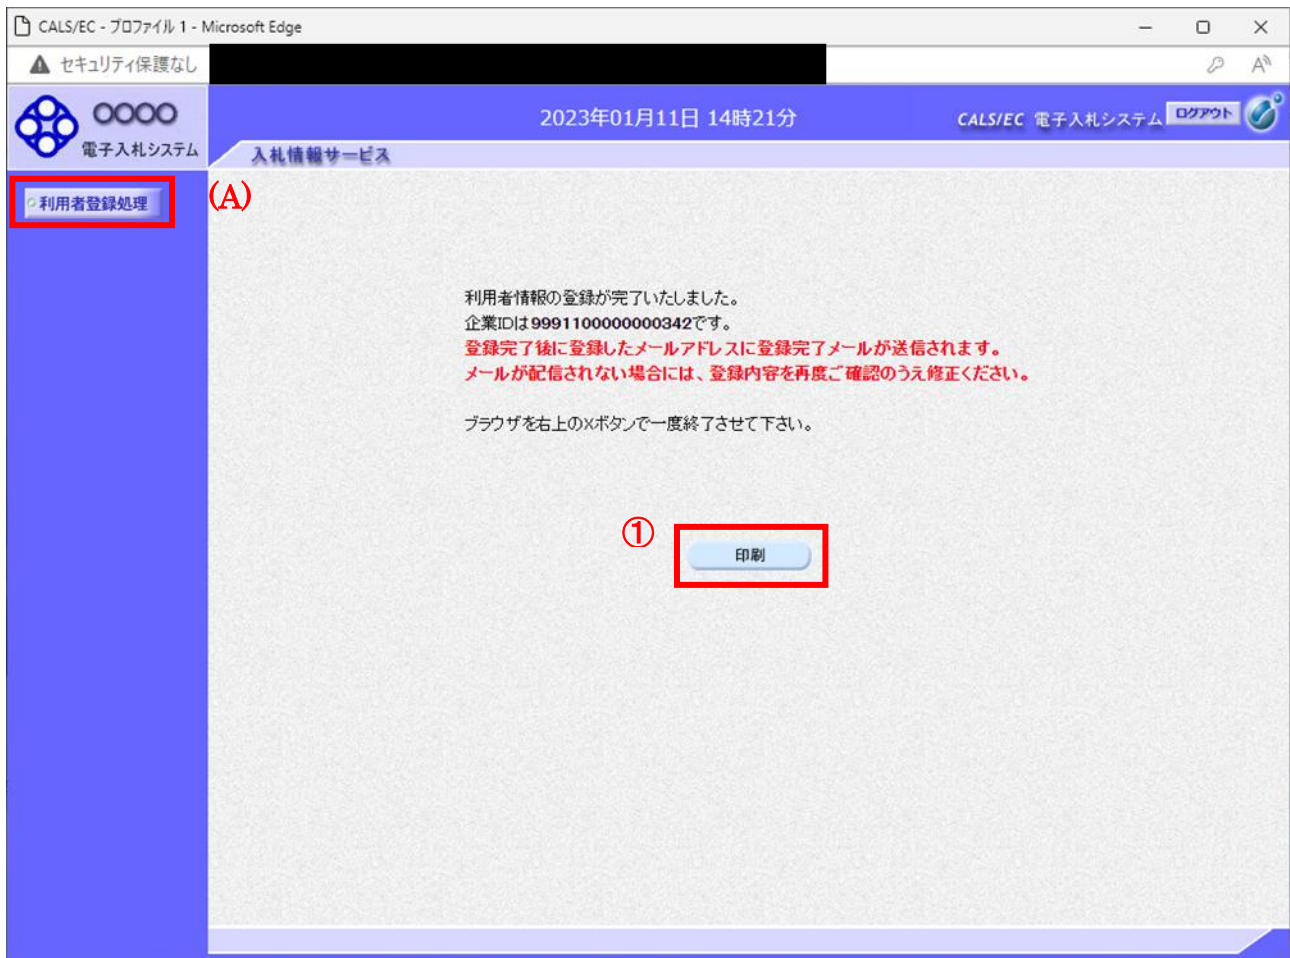 CALS/EC - プロファイル 1 - Microsoft Edge
セキュリティ保護なし
○○○○
電子入札システム
2023年01月11日 14時21分
CALS/EC 電子入札システム
ログアウト
入札情報サービス
利用者登録処理
(A)
利用者情報の登録が完了いたしました。
企業IDは9991100000000342です。
登録完了後に登録したメールアドレスに登録完了メールが送信されます。
メールが配信されない場合には、登録内容を再度ご確認のうえ修正ください。
ブラウザを右上の×ボタンで一度終了させて下さい。
①
印刷